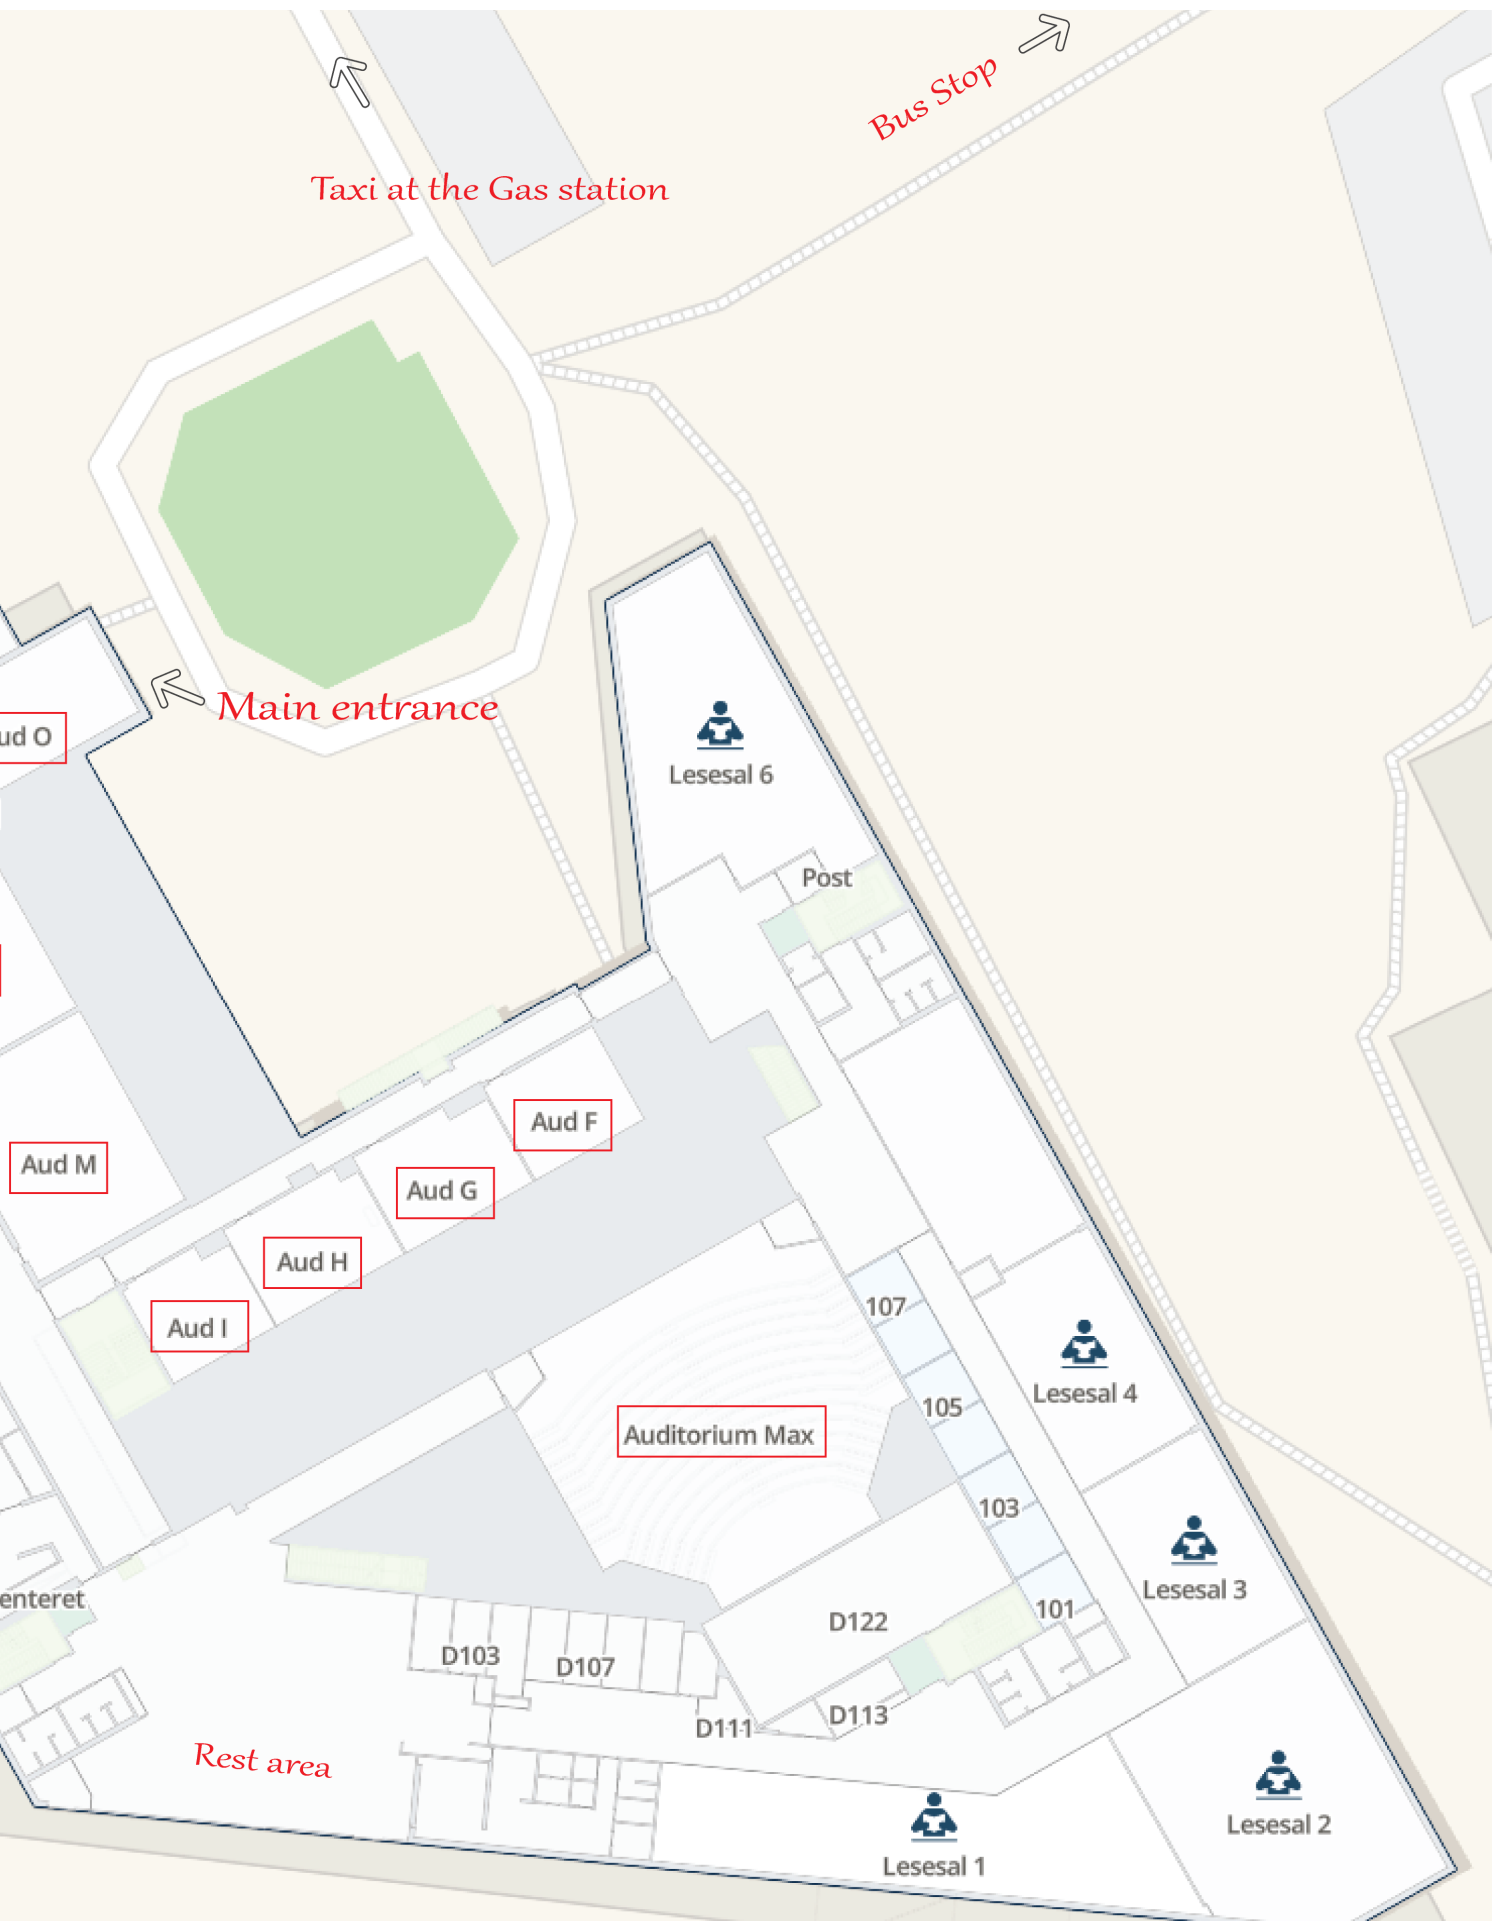 Bus Stop
Taxi at the Gas station
Main entrance
ud O
Lesesal 6
Post
Aud F
Aud M
Aud G
Aud H
Aud I
107
Lesesal 4
105
Auditorium Max
103
Lesesal 3
enteret
101
D122
D103
D107
D113
D111
Rest area
Lesesal 2
Lesesal 1